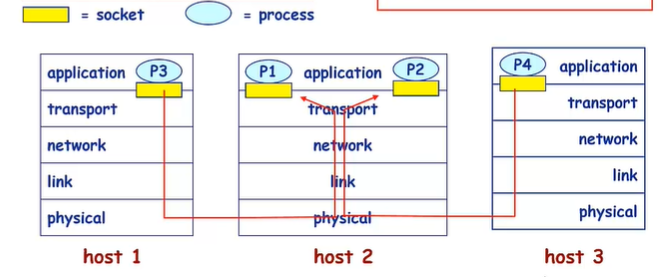 = socket
= process
application P3
transport
network
link
physical
host 1
P1 application P2
transport
network
link
physical
host 2
P4 application
transport
network
link
physical
host 3